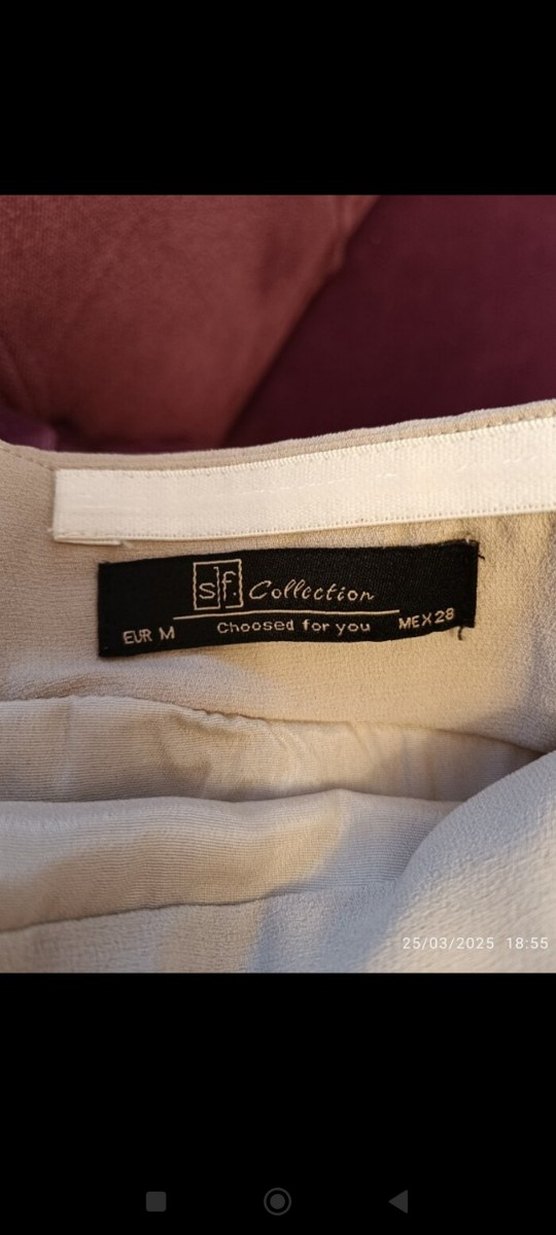 s f. Collection
EUR M Choosed for you MEX 28
25/03/2025 18:55